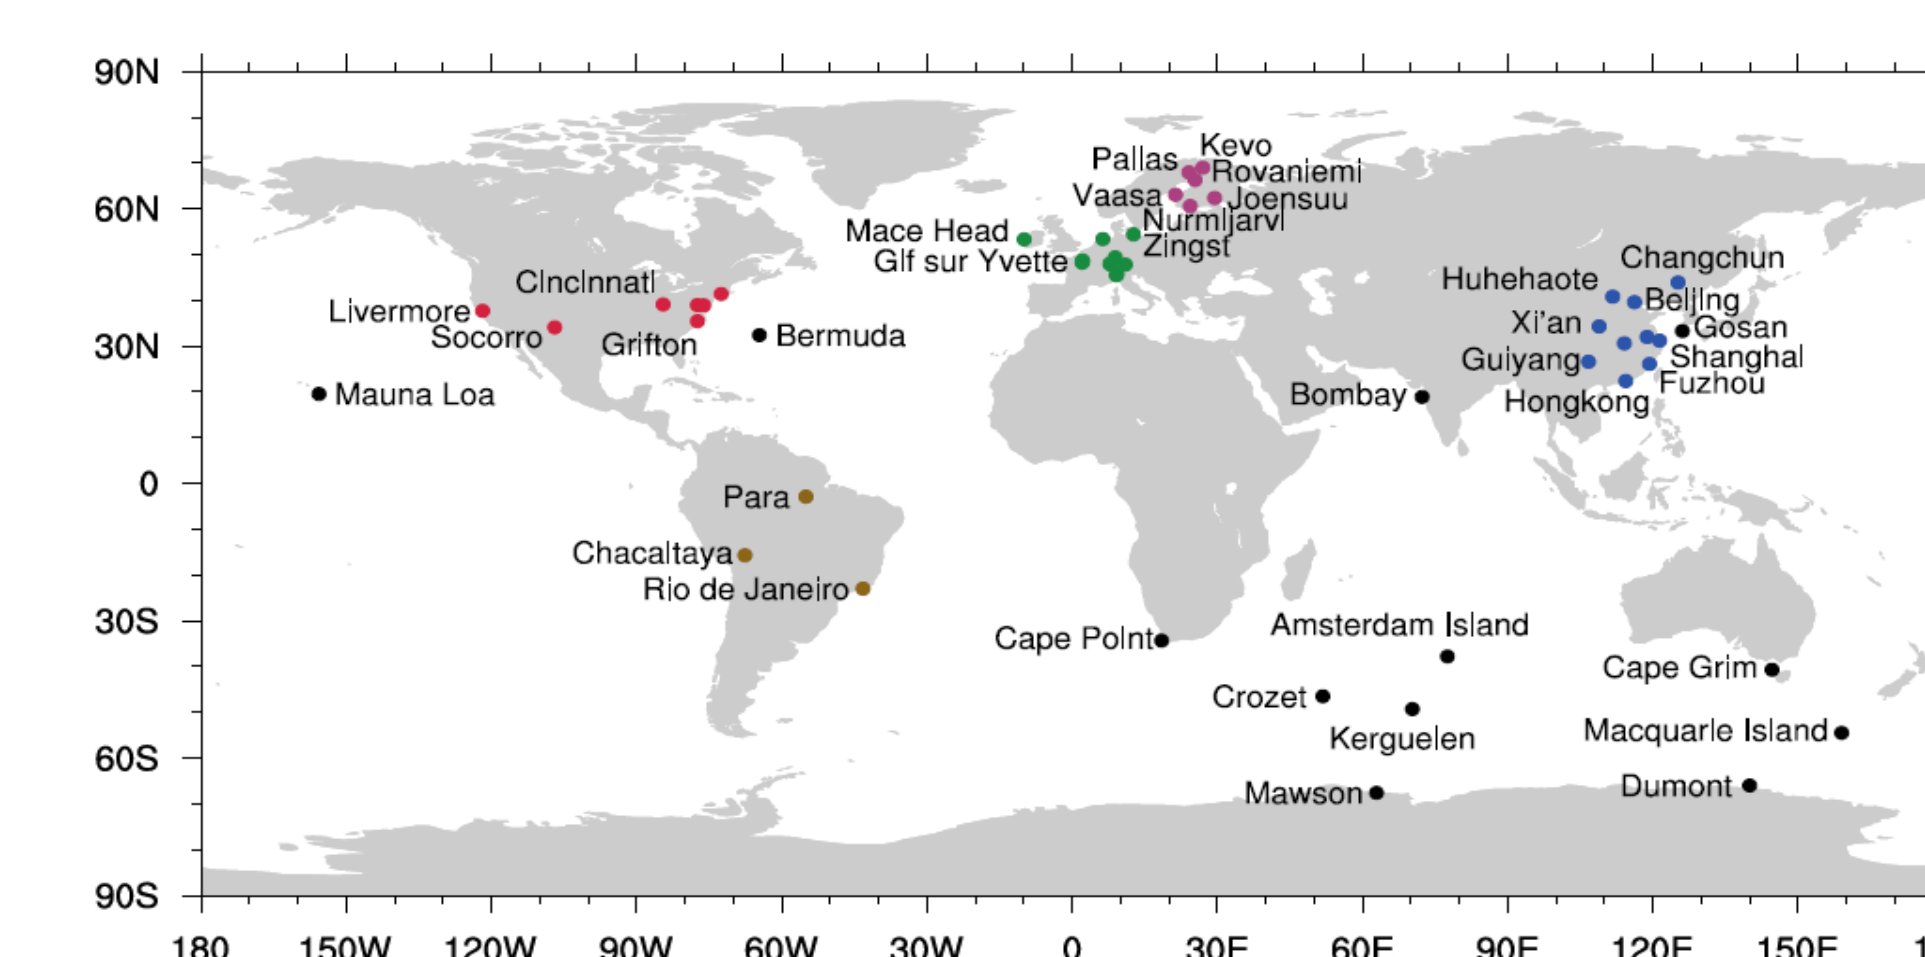 90N
Kevo
Pallas
Rovaniemi
60N
Vaasa
Joensuu
Nurmijarvi
Mace Head
Zingst
Gif sur Yvette
Changchun
Cincinnati
Huhehaote
Beijing
Livermore
Xi'an
Gosan
Socorro
Bermuda
30N
Grifton
Guiyang
Shanghai
Fuzhou
Mauna Loa
Bombay
Hongkong
0
Para
Chacaltaya
Rio de Janeiro
30S
Amsterdam Island
Cape Point
Cape Grim
Crozet
Macquarie Island
Kerguelen
60S
Mawson
Dumont
90S
180 150W 120W 90W 60W 30W 0 30E 60E 90E 120E 150E